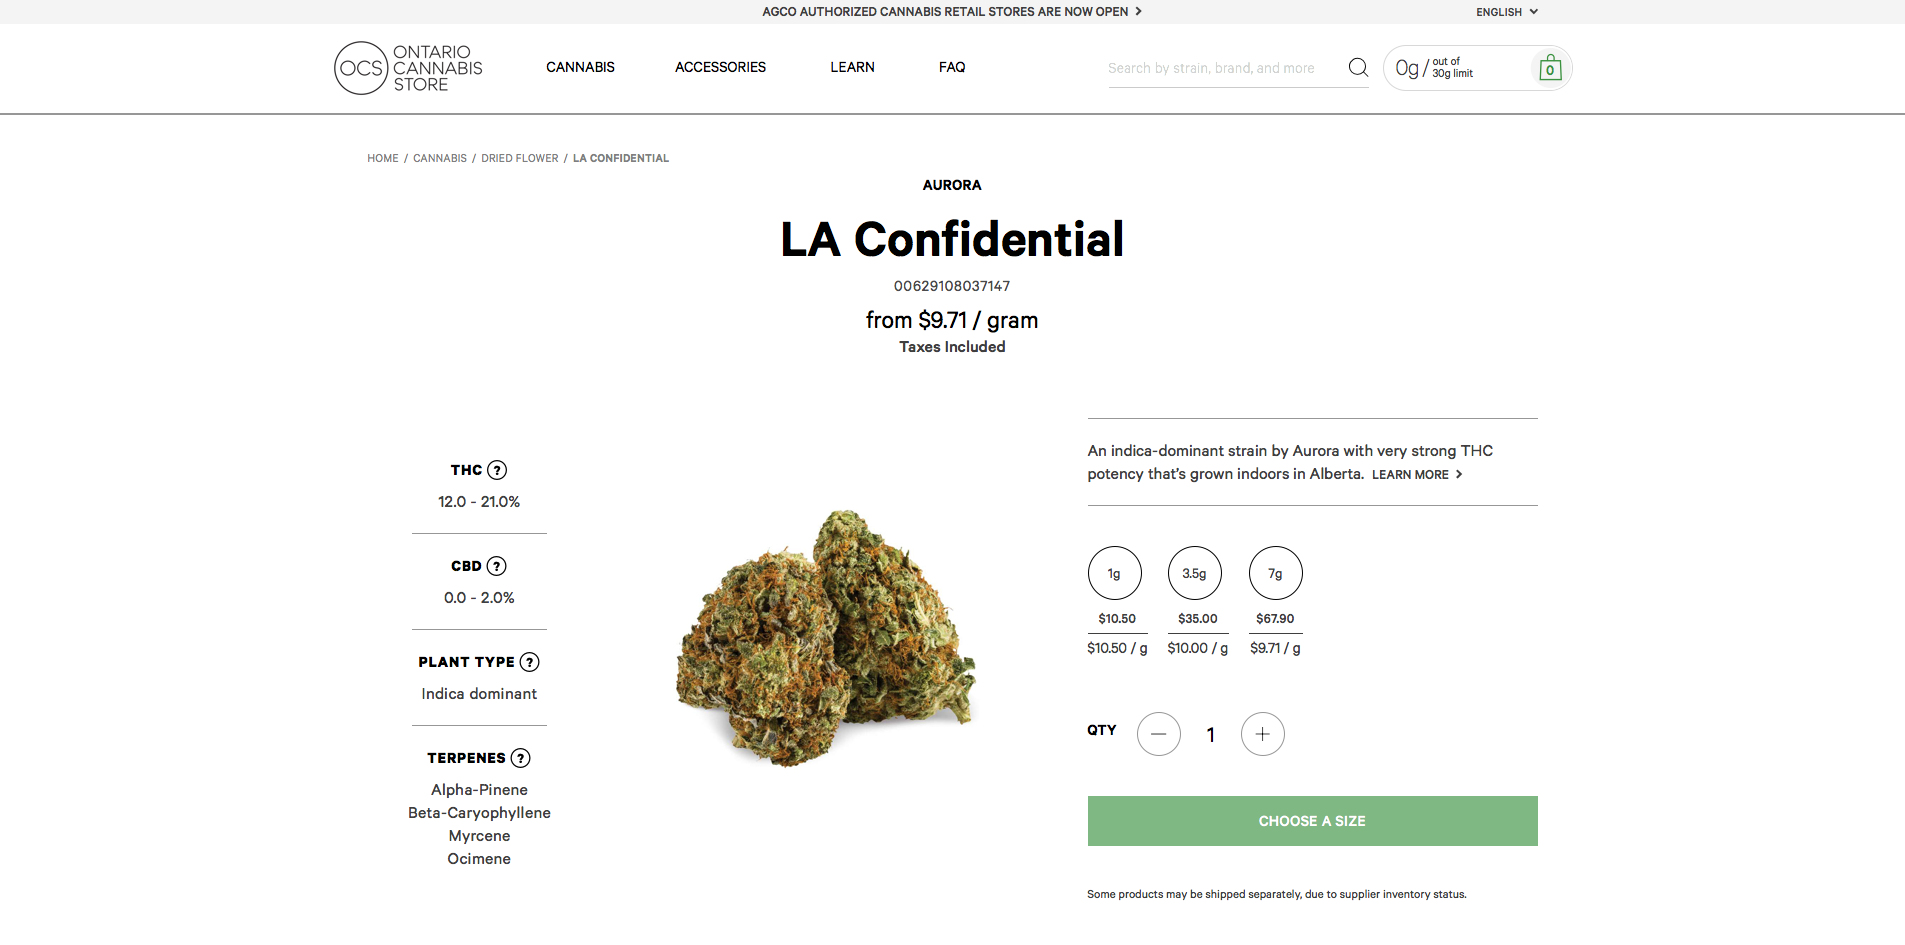 AGCO AUTHORIZED CANNABIS RETAIL STORES ARE NOW OPEN
ENGLISH
OCS
ONTARIO
CANNABIS
STORE
CANNABIS
ACCESSORIES
LEARN
FAQ
Search by strain, brand, and more
0g / out of
30g limit
0
HOME / CANNABIS / DRIED FLOWER / LA CONFIDENTIAL
AURORA
LA Confidential
00629108037147
from $9.71 / gram
Taxes Included
THC ?
12.0 - 21.0%
CBD ?
0.0 - 2.0%
PLANT TYPE ?
Indica dominant
TERPENES ?
Alpha-Pinene
Beta-Caryophyllene
Myrcene
Ocimene
An indica-dominant strain by Aurora with very strong THC
potency that's grown indoors in Alberta. LEARN MORE
1g 3.5g 7g
$10.50 $35.00 $67.90
$10.50 / g $10.00 / g $9.71 / g
QTY 1
CHOOSE A SIZE
Some products may be shipped separately, due to supplier inventory status.